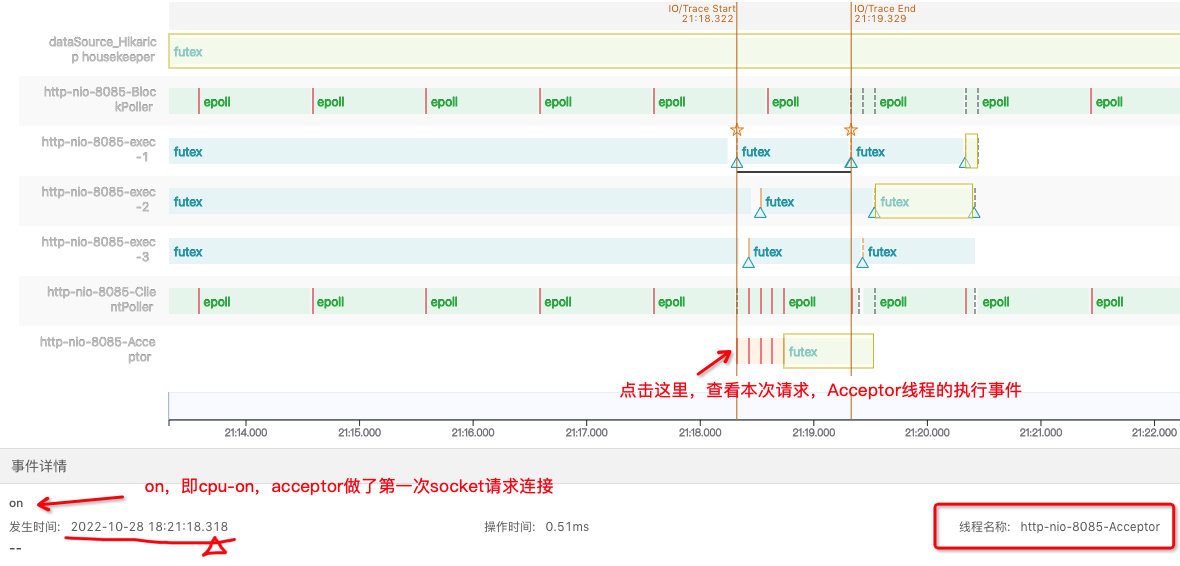 IO/Trace Start
21:18.322
IO/Trace End
21:19.329
dataSource_Hikaric
p housekeeper
futex
http-nio-8085-Bloc
kPoller
epoll epoll epoll epoll epoll epoll epoll epoll epoll
http-nio-8085-exec
-1
futex futex futex
http-nio-8085-exec
-2
futex futex futex
http-nio-8085-exec
-3
futex futex futex
http-nio-8085-Clie
ntPoller
epoll epoll epoll epoll epoll epoll epoll epoll epoll
http-nio-8085-Acce
ptor
futex
点击这里，查看本次请求，Acceptor线程的执行事件
21:14.000 21:15.000 21:16.000 21:17.000 21:18.000 21:19.000 21:20.000 21:21.000 21:22.000
事件详情
on，即cpu-on，acceptor做了第一次socket请求连接
on
发生时间: 2022-10-28 18:21:18.318 操作时间: 0.51ms 线程名称: http-nio-8085-Acceptor
--